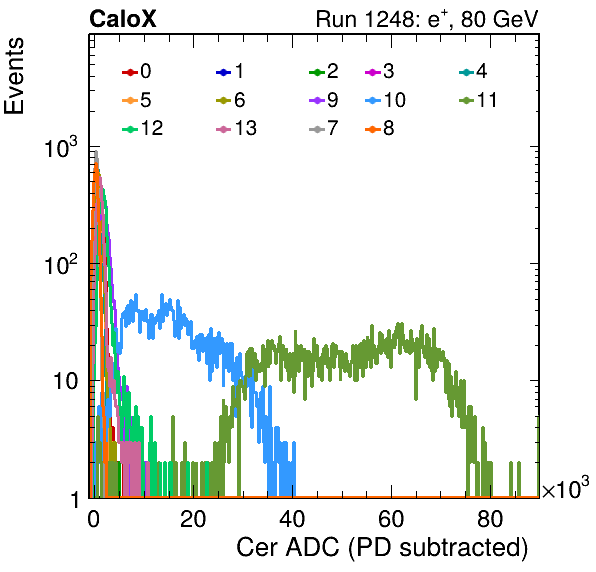 CaloX Run 1248: e⁺, 80 GeV
Events
0 1 2 3 4
5 6 9 10 11
12 13 7 8
10³
10²
10
1
0 20 40 60 80 ×10³
Cer ADC (PD subtracted)